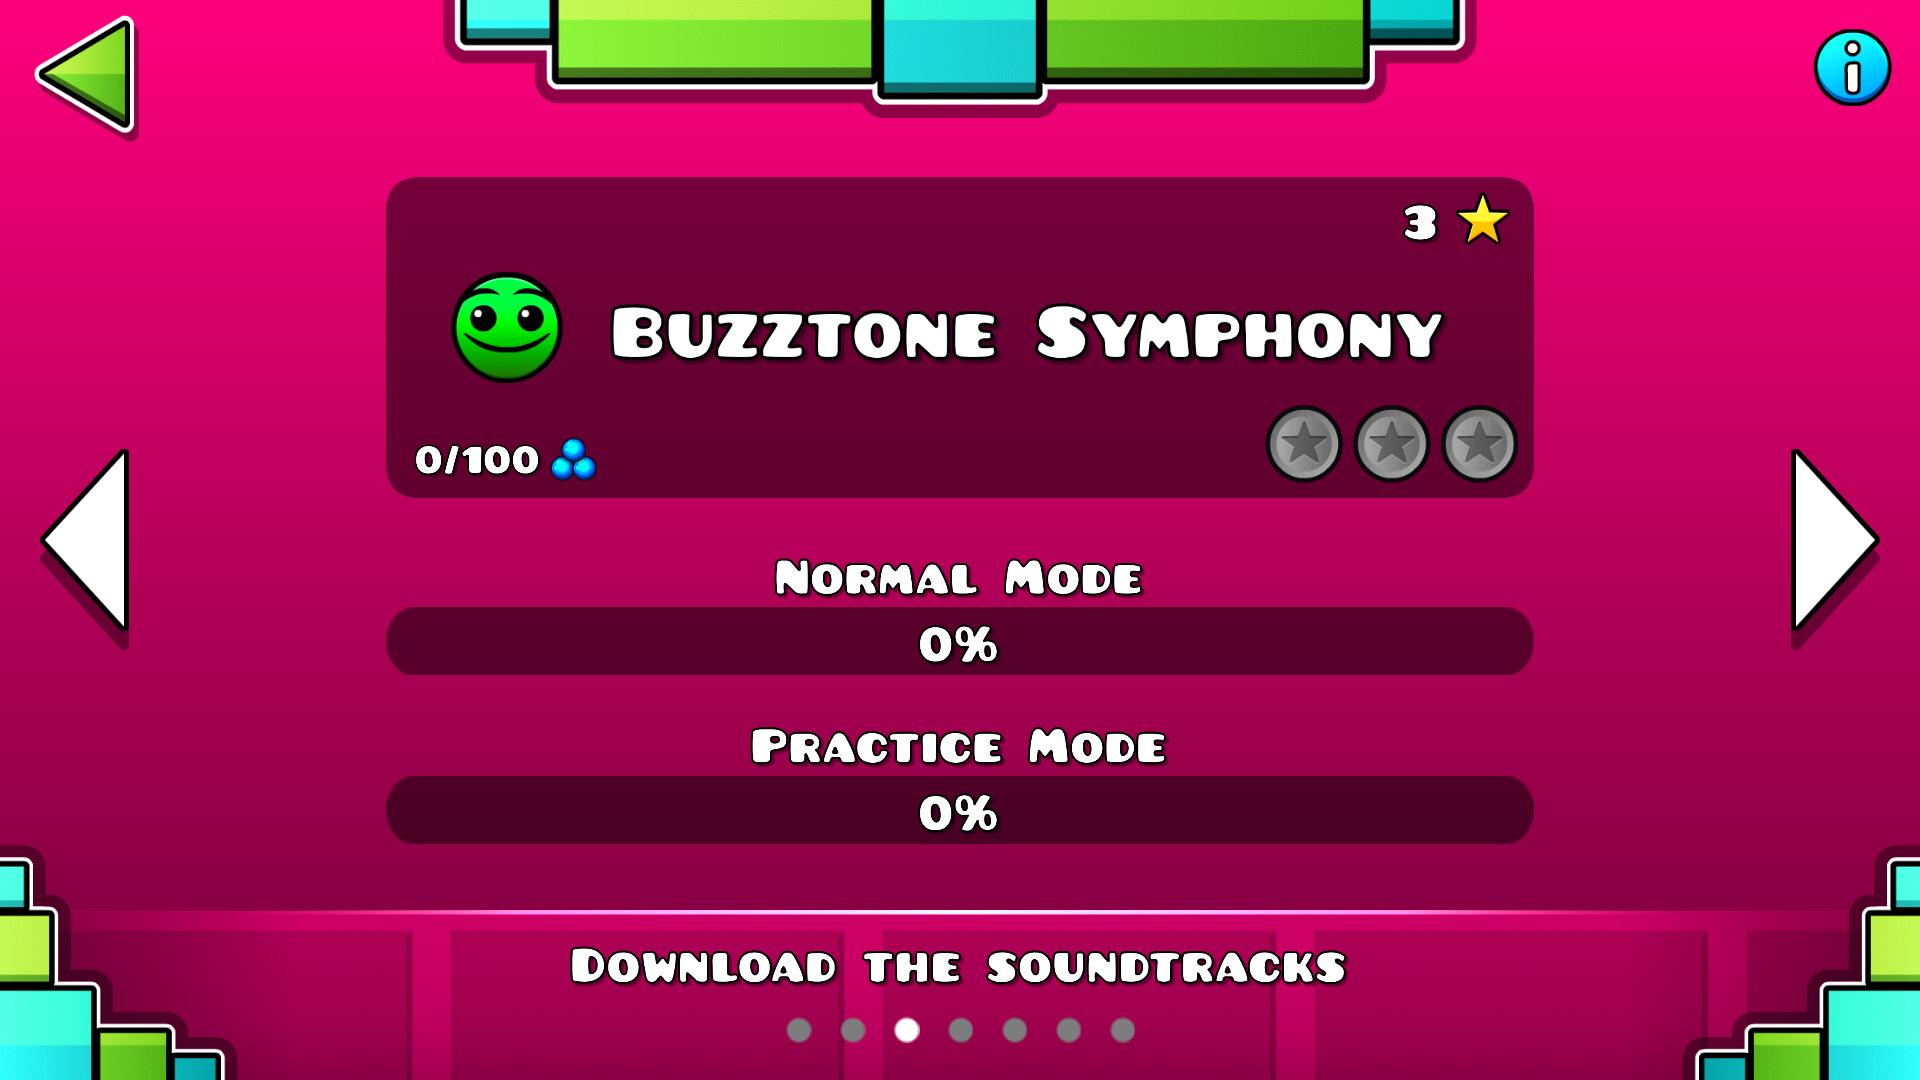 3
Buzztone Symphony
0/100
Normal Mode
0%
Practice Mode
0%
Download the soundtracks